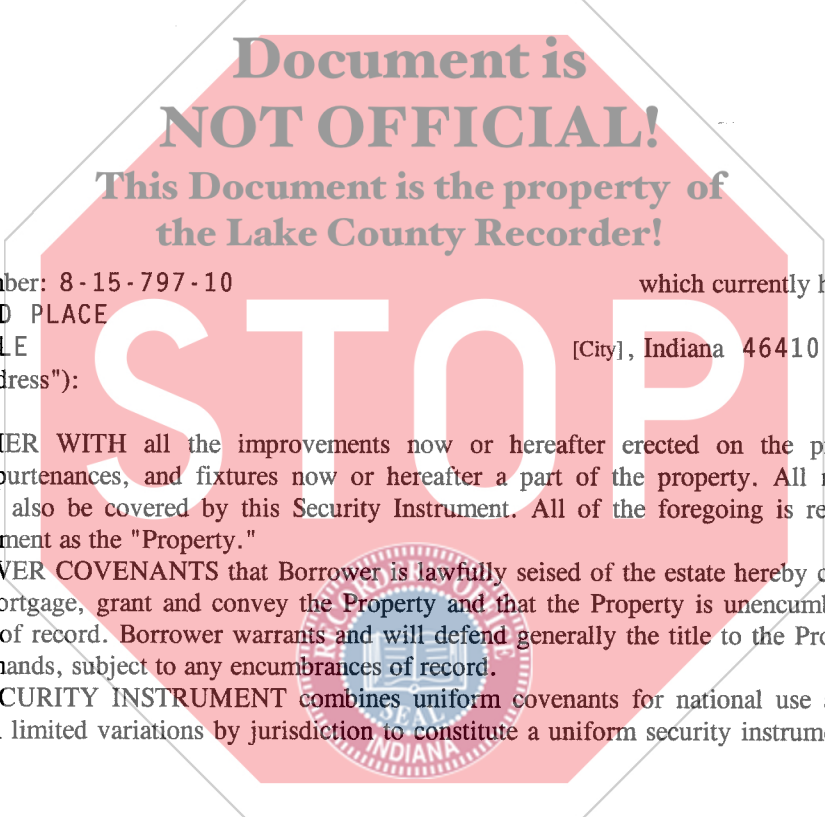 Document is
NOT OFFICIAL!
This Document is the property of
the Lake County Recorder!
ber: 8-15-797-10 which currently h
D PLACE
LE [City], Indiana 46410
dress"):
STOP
ER WITH all the improvements now or hereafter erected on the p
purtenances, and fixtures now or hereafter a part of the property. All
also be covered by this Security Instrument. All of the foregoing is re
ment as the "Property."
VER COVENANTS that Borrower is lawfully seised of the estate hereby c
ortgage, grant and convey the Property and that the Property is unencumb
of record. Borrower warrants and will defend generally the title to the Pro
ands, subject to any encumbrances of record.
CURITY INSTRUMENT combines uniform covenants for national use
limited variations by jurisdiction to constitute a uniform security instrume
RECORDER'S OFFICE
SEAL
INDIANA